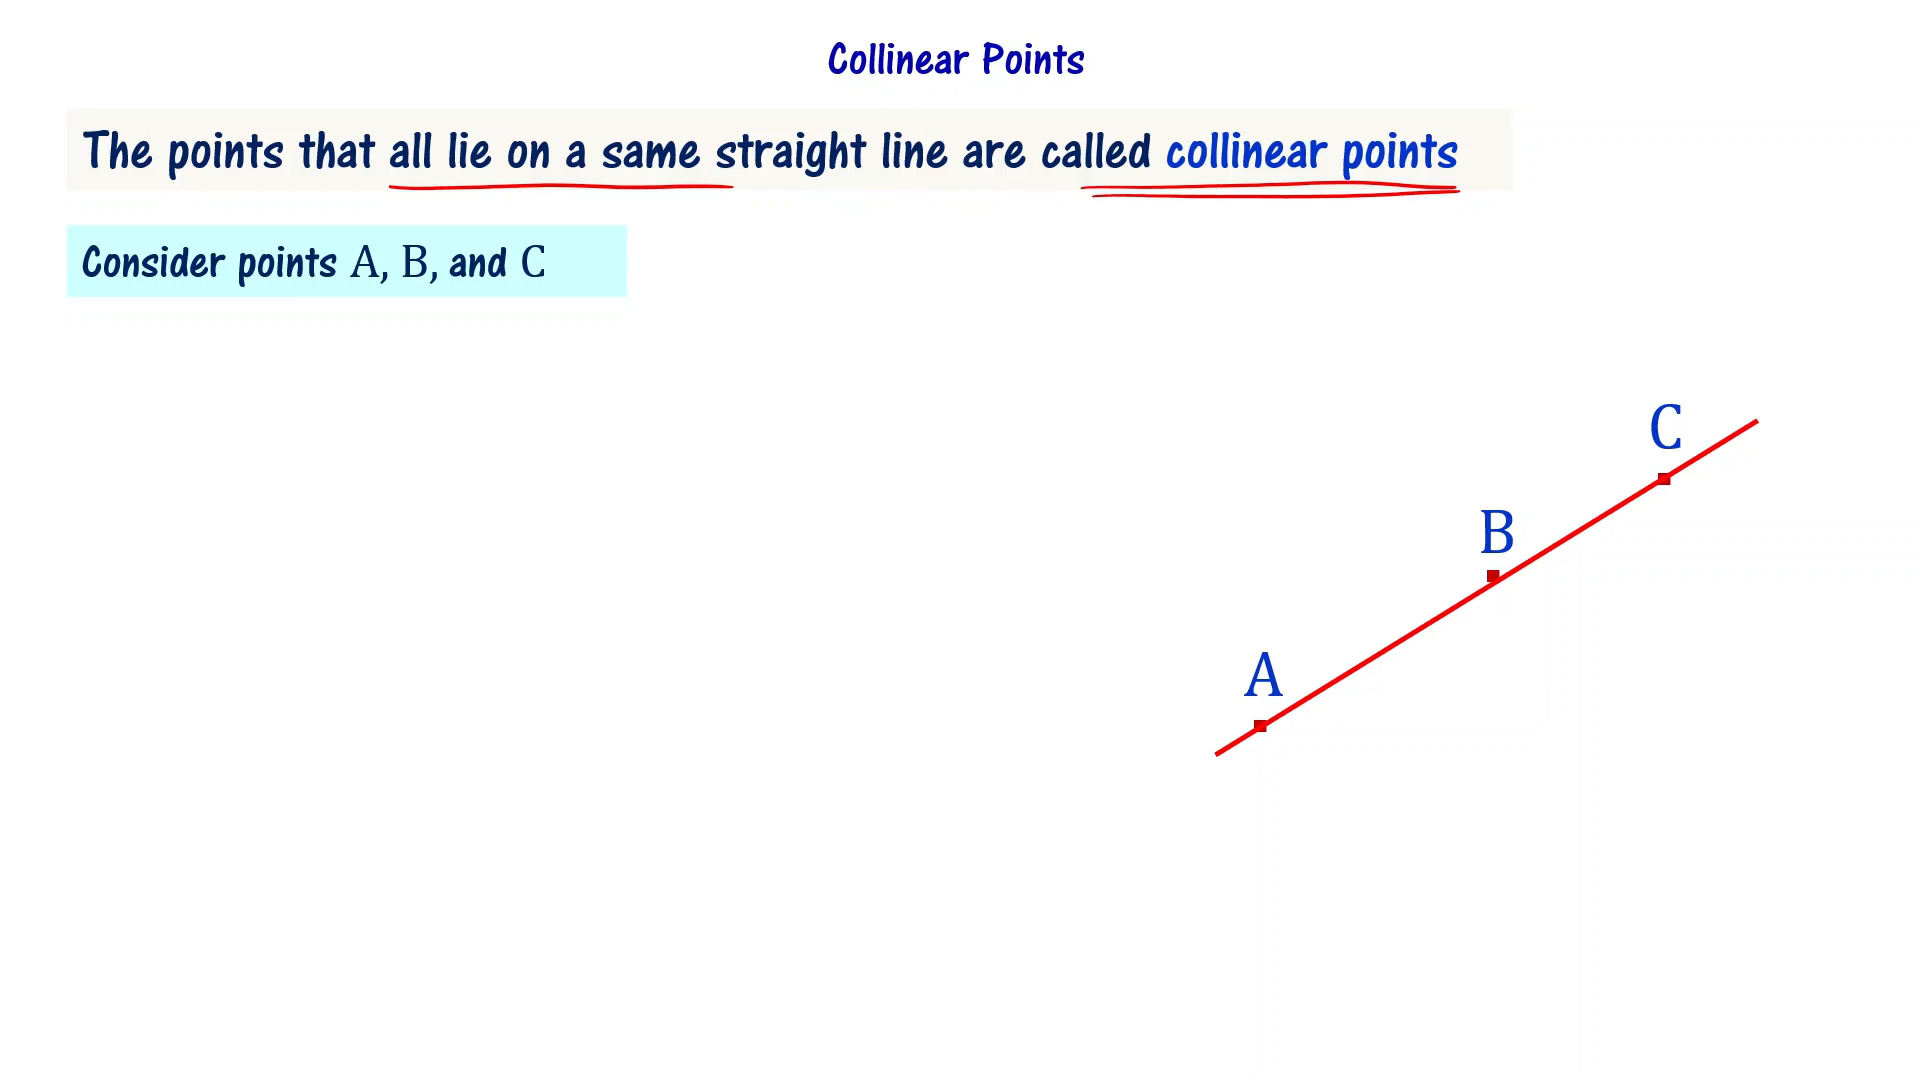 Collinear Points
The points that all lie on a same straight line are called collinear points
Consider points A, B, and C
C
B
A